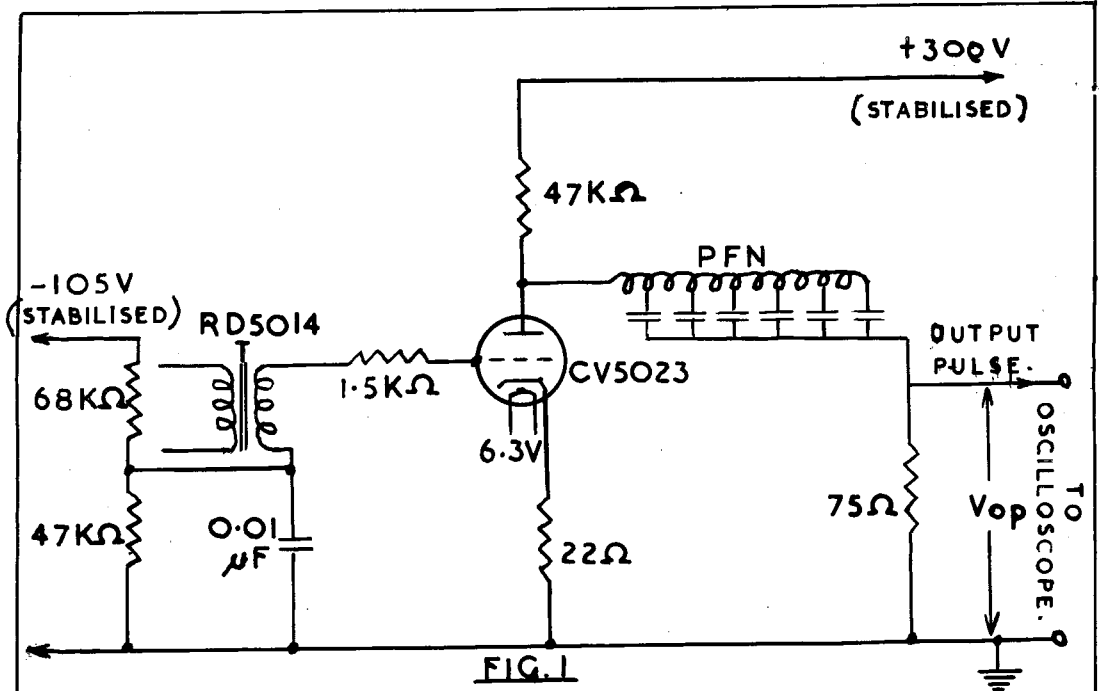 +300V
(STABILISED)
47KΩ
PFN
-105V
(STABILISED)
RD5014
OUTPUT
PULSE.
1.5KΩ
CV5023
68KΩ
6.3V
TO
OSCILLOSCOPE.
75Ω
Vop
47KΩ
0.01
µF
22Ω
FIG.1